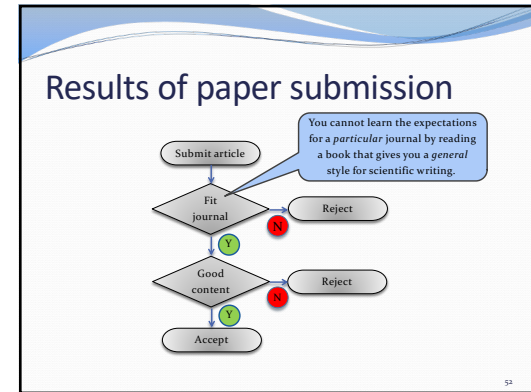 Results of paper submission
You cannot learn the expectations
for a particular journal by reading
a book that gives you a general
style for scientific writing.
Submit article
Fit
journal
Reject
N
Y
Good
content
Reject
N
Y
Accept
52